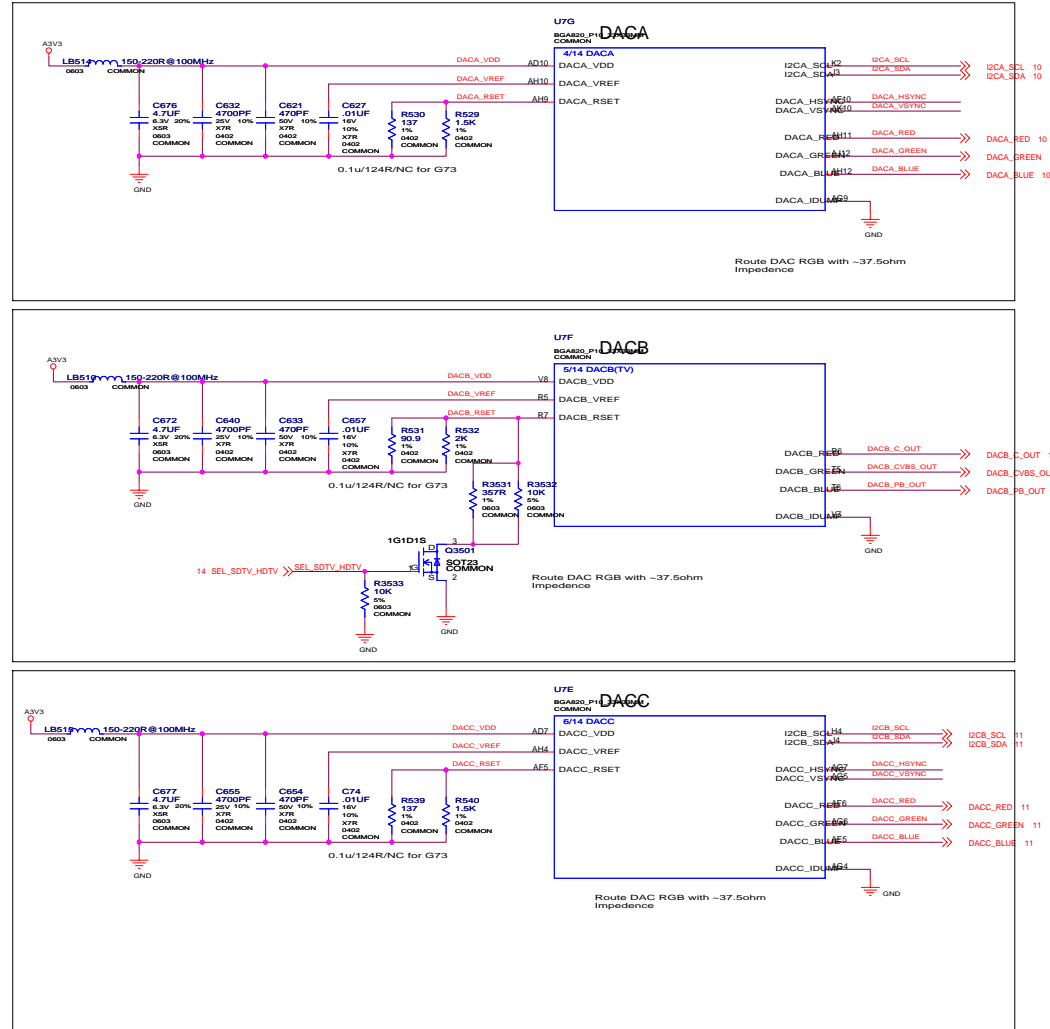 U7G
DACA
BGA820_P10_33X33MM
COMMON
A3V3
LB514 150-220R@100MHz
0603 COMMON
4/14 DACA
DACA_VDD AD10 DACA_VDD
DACA_VREF AH10 DACA_VREF
DACA_RSET AH9 DACA_RSET
I2CA_SCL K2 I2CA_SCL I2CA_SCL 10
I2CA_SDA J3 I2CA_SDA I2CA_SDA 10
DACA_HSYNC AF10 DACA_HSYNC
DACA_VSYNC AK10 DACA_VSYNC
DACA_RED AH11 DACA_RED DACA_RED 10
DACA_GREEN AJ12 DACA_GREEN DACA_GREEN
DACA_BLUE AH12 DACA_BLUE DACA_BLUE 10
DACA_IDUMP AG9
GND
C676
4.7UF
6.3V 20%
X5R
0603
COMMON
C632
4700PF
25V 10%
X7R
0402
COMMON
C621
470PF
50V 10%
X7R
0402
COMMON
C627
.01UF
16V
10%
X7R
0402
COMMON
R530
137
1%
0402
COMMON
R529
1.5K
1%
0402
COMMON
GND
0.1u/124R/NC for G73
Route DAC RGB with ~37.5ohm
Impedence
U7F
DACB
BGA820_P10_33X33MM
COMMON
A3V3
LB516 150-220R@100MHz
0603 COMMON
5/14 DACB(TV)
DACB_VDD V8 DACB_VDD
DACB_VREF R5 DACB_VREF
DACB_RSET R7 DACB_RSET
DACB_RED R6 DACB_C_OUT DACB_C_OUT
DACB_GREEN T5 DACB_CVBS_OUT DACB_CVBS_OU
DACB_BLUE T6 DACB_PB_OUT DACB_PB_OUT
DACB_IDUMP V7
GND
C672
4.7UF
6.3V 20%
X5R
0603
COMMON
C640
4700PF
25V 10%
X7R
0402
COMMON
C633
470PF
50V 10%
X7R
0402
COMMON
C657
.01UF
16V
10%
X7R
0402
COMMON
R531
90.9
1%
0402
COMMON
R532
2K
1%
0402
COMMON
GND
0.1u/124R/NC for G73
R3531
357R
1%
0603
COMMON
R3532
10K
5%
0603
COMMON
1G1D1S
3
D
Q3501
SOT23
COMMON
1G
S 2
14 SEL_SDTV_HDTV SEL_SDTV_HDTV
R3533
10K
5%
0603
COMMON
GND
GND
Route DAC RGB with ~37.5ohm
Impedence
U7E
DACC
BGA820_P10_33X33MM
COMMON
A3V3
LB515 150-220R@100MHz
0603 COMMON
6/14 DACC
DACC_VDD AD7 DACC_VDD
DACC_VREF AH4 DACC_VREF
DACC_RSET AF5 DACC_RSET
I2CB_SCL H4 I2CB_SCL I2CB_SCL 11
I2CB_SDA J4 I2CB_SDA I2CB_SDA 11
DACC_HSYNC AG7 DACC_HSYNC
DACC_VSYNC AG5 DACC_VSYNC
DACC_RED AF6 DACC_RED DACC_RED 11
DACC_GREEN AG6 DACC_GREEN DACC_GREEN 11
DACC_BLUE AE5 DACC_BLUE DACC_BLUE 11
DACC_IDUMP AG4
GND
C677
4.7UF
6.3V 20%
X5R
0603
COMMON
C655
4700PF
25V 10%
X7R
0402
COMMON
C654
470PF
50V 10%
X7R
0402
COMMON
C74
.01UF
16V
10%
X7R
0402
COMMON
R539
137
1%
0402
COMMON
R540
1.5K
1%
0402
COMMON
GND
0.1u/124R/NC for G73
Route DAC RGB with ~37.5ohm
Impedence